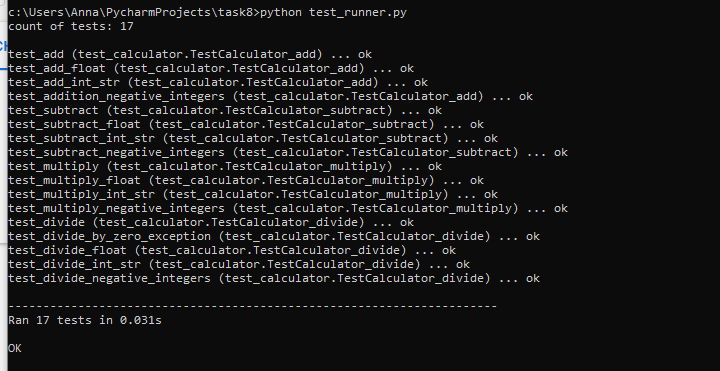 c:\Users\Anna\PycharmProjects\task8>python test_runner.py
count of tests: 17
test_add (test_calculator.TestCalculator_add) ... ok
test_add_float (test_calculator.TestCalculator_add) ... ok
test_add_int_str (test_calculator.TestCalculator_add) ... ok
test_addition_negative_integers (test_calculator.TestCalculator_add) ... ok
test_subtract (test_calculator.TestCalculator_subtract) ... ok
test_subtract_float (test_calculator.TestCalculator_subtract) ... ok
test_subtract_int_str (test_calculator.TestCalculator_subtract) ... ok
test_subtract_negative_integers (test_calculator.TestCalculator_subtract) ... ok
test_multiply (test_calculator.TestCalculator_multiply) ... ok
test_multiply_float (test_calculator.TestCalculator_multiply) ... ok
test_multiply_int_str (test_calculator.TestCalculator_multiply) ... ok
test_multiply_negative_integers (test_calculator.TestCalculator_multiply) ... ok
test_divide (test_calculator.TestCalculator_divide) ... ok
test_divide_by_zero_exception (test_calculator.TestCalculator_divide) ... ok
test_divide_float (test_calculator.TestCalculator_divide) ... ok
test_divide_int_str (test_calculator.TestCalculator_divide) ... ok
test_divide_negative_integers (test_calculator.TestCalculator_divide) ... ok
----------------------------------------------------------------------
Ran 17 tests in 0.031s
OK